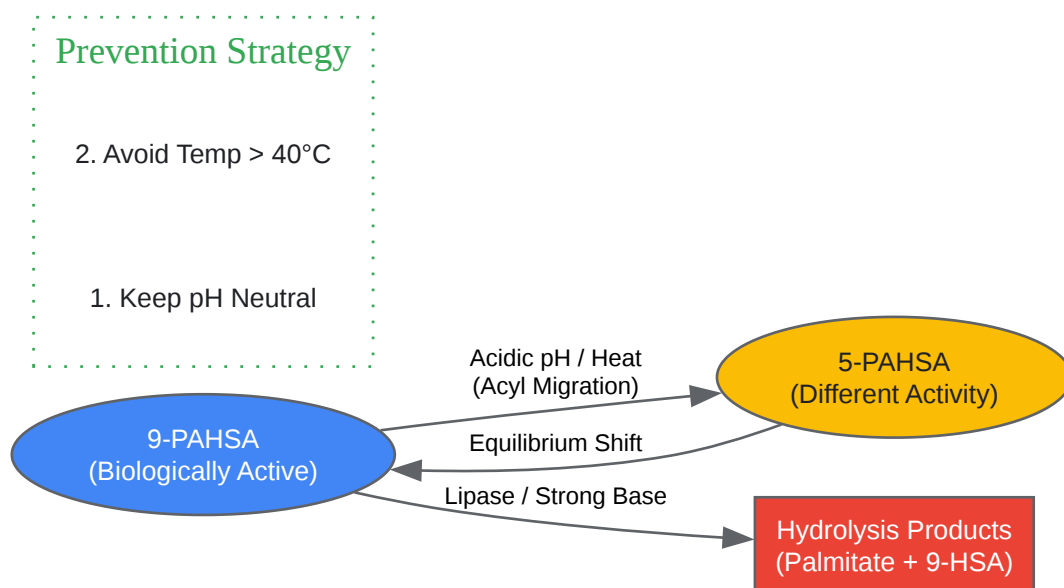 Prevention Strategy
2. Avoid Temp > 40°C
1. Keep pH Neutral
Acidic pH / Heat
(Acyl Migration)
5-PAHSA
(Different Activity)
9-PAHSA
(Biologically Active)
Equilibrium Shift
Lipase / Strong Base
Hydrolysis Products
(Palmitate + 9-HSA)